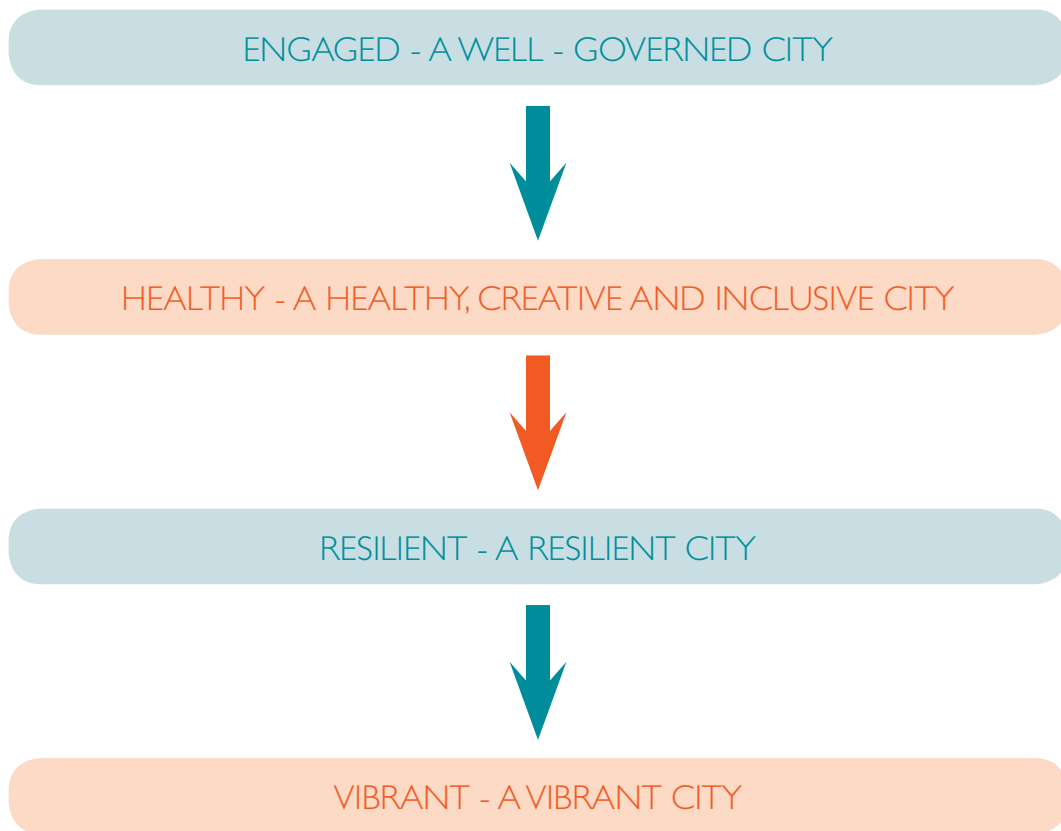 ENGAGED - A WELL - GOVERNED CITY
HEALTHY - A HEALTHY, CREATIVE AND INCLUSIVE CITY
RESILIENT - A RESILIENT CITY
VIBRANT - A VIBRANT CITY